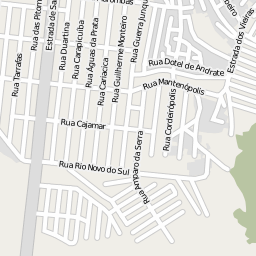 Rua Tarrafas
Rua das Pitom
Estrada de Sa
Rua Duartina
Rua Carapicuíba
Rua Águas da Prata
Rua Cariacica
Rua Guilherme Monteiro
Rua Guerra Junqu
Rua Dotel de Andrate
Estrada dos Vieiras
Rua Mantenópolis
Rua Cordeirópolis
Rua Cajamar
Rua Amparo da Serra
Rua Rio Novo do Sul